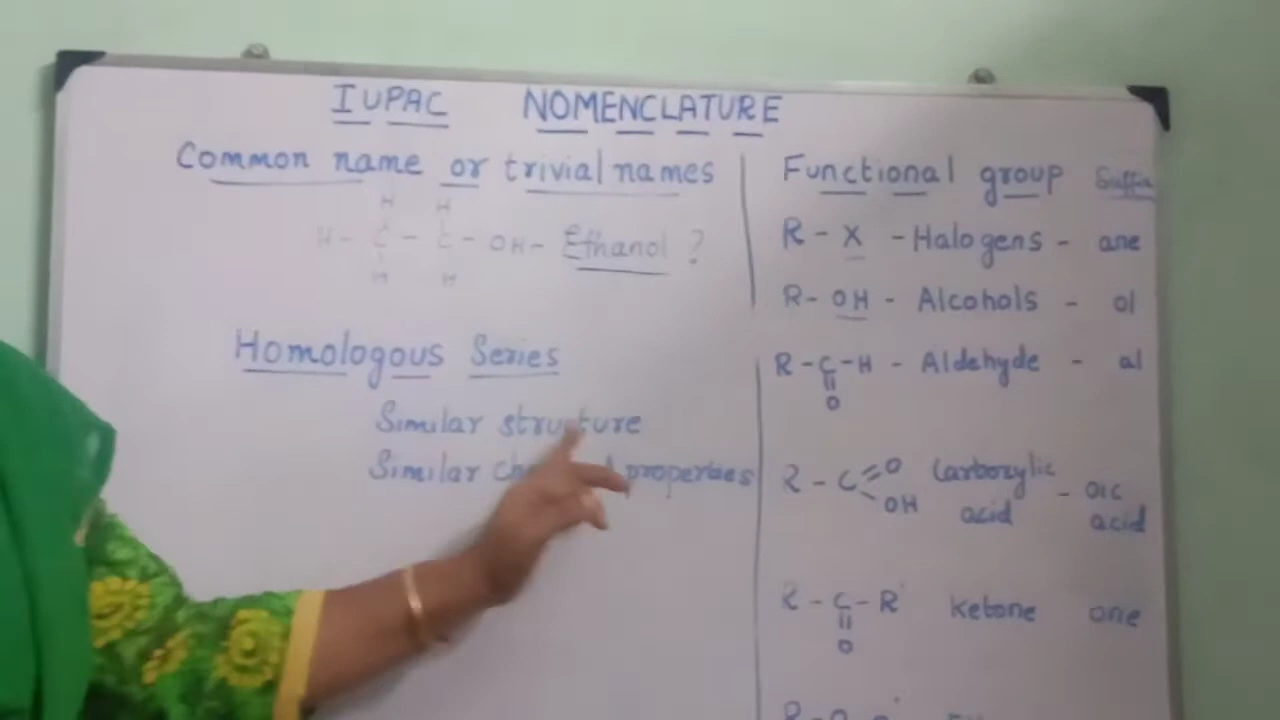 IUPAC NOMENCLATURE
Common name or trivial names
H H
H - C - C - OH - Ethanol ?
H H
Homologous Series
Similar structure
Similar properties
Functional group Suffix
R - X - Halogens - ane
R - OH - Alcohols - ol
R - C - H - Aldehyde - al
O
R - C O Carboxylic - oic
OH acid acid
R - C - R' Ketone one
O